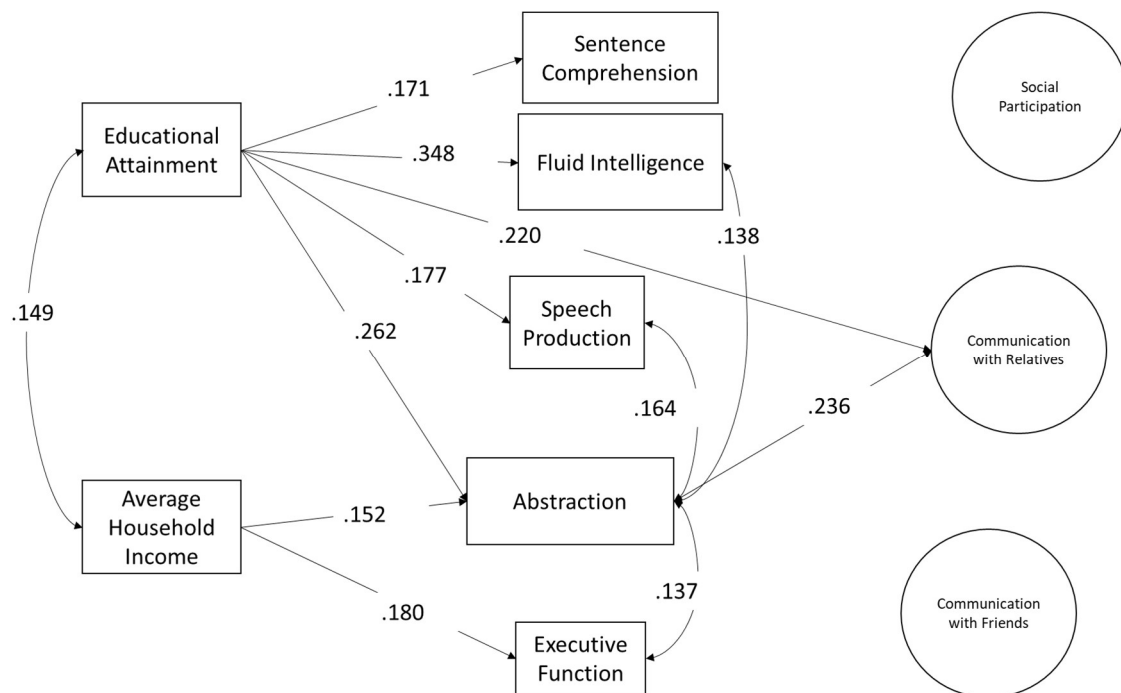 Sentence
Comprehension
Social
Participation
.171
Educational
Attainment
.348
Fluid Intelligence
.220
.138
.177
Speech
Production
.149
.262
Communication
with Relatives
.164
.236
Abstraction
Average
Household
Income
.152
.137
.180
Communication
with Friends
Executive
Function